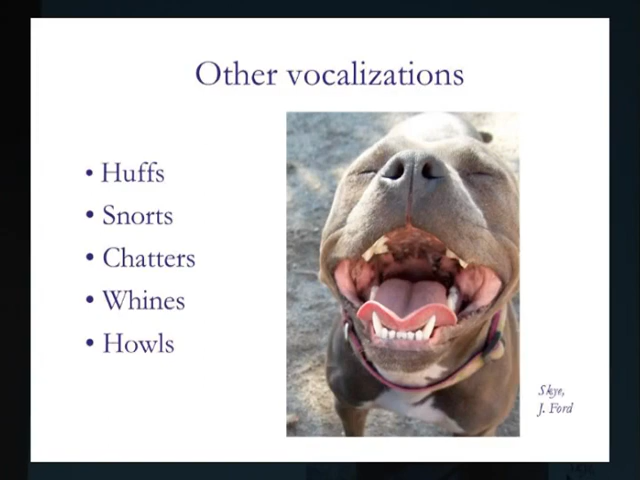 Other vocalizations
• Huffs
• Snorts
• Chatters
• Whines
• Howls
Skye,
J. Ford